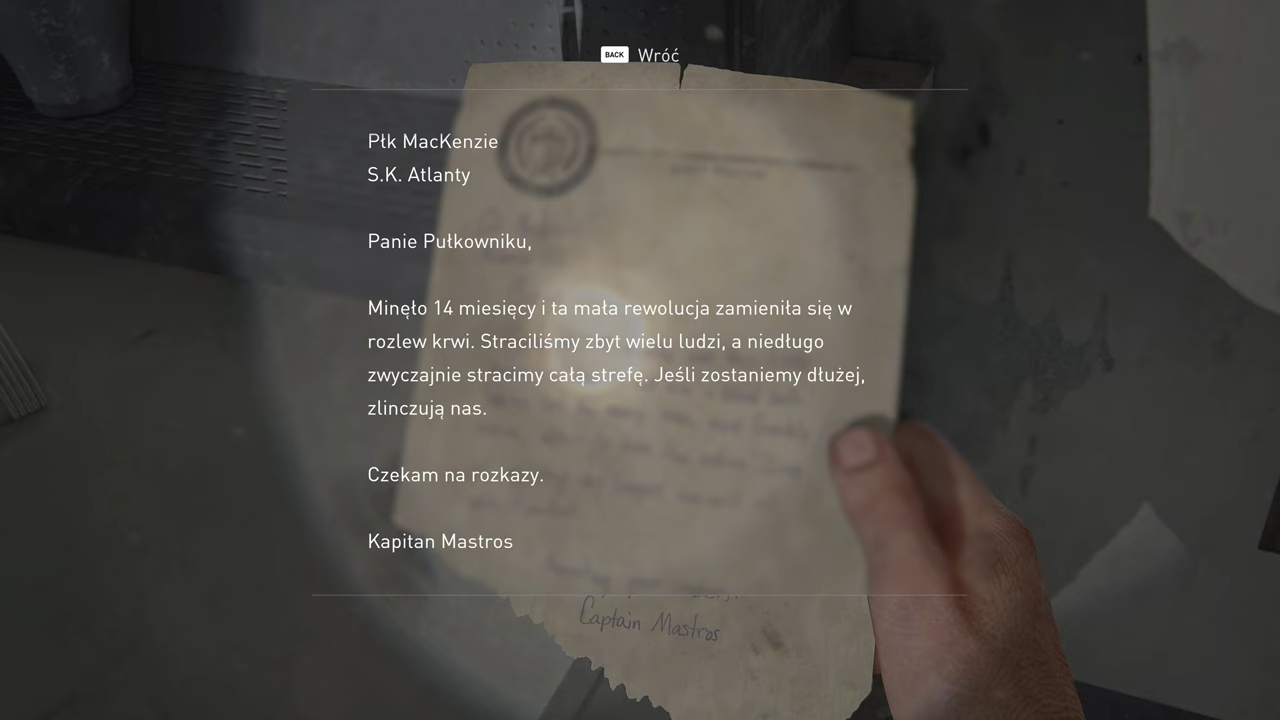 BACK Wróć
Płk MacKenzie
S.K. Atlanty
Panie Pułkowniku,
Minęło 14 miesięcy i ta mała rewolucja zamieniła się w
rozlew krwi. Straciliśmy zbyt wielu ludzi, a niedługo
zwyczajnie stracimy całą strefę. Jeśli zostaniemy dłużej,
zlinczują nas.
Czekam na rozkazy.
Kapitan Mastros
Captain Mastros